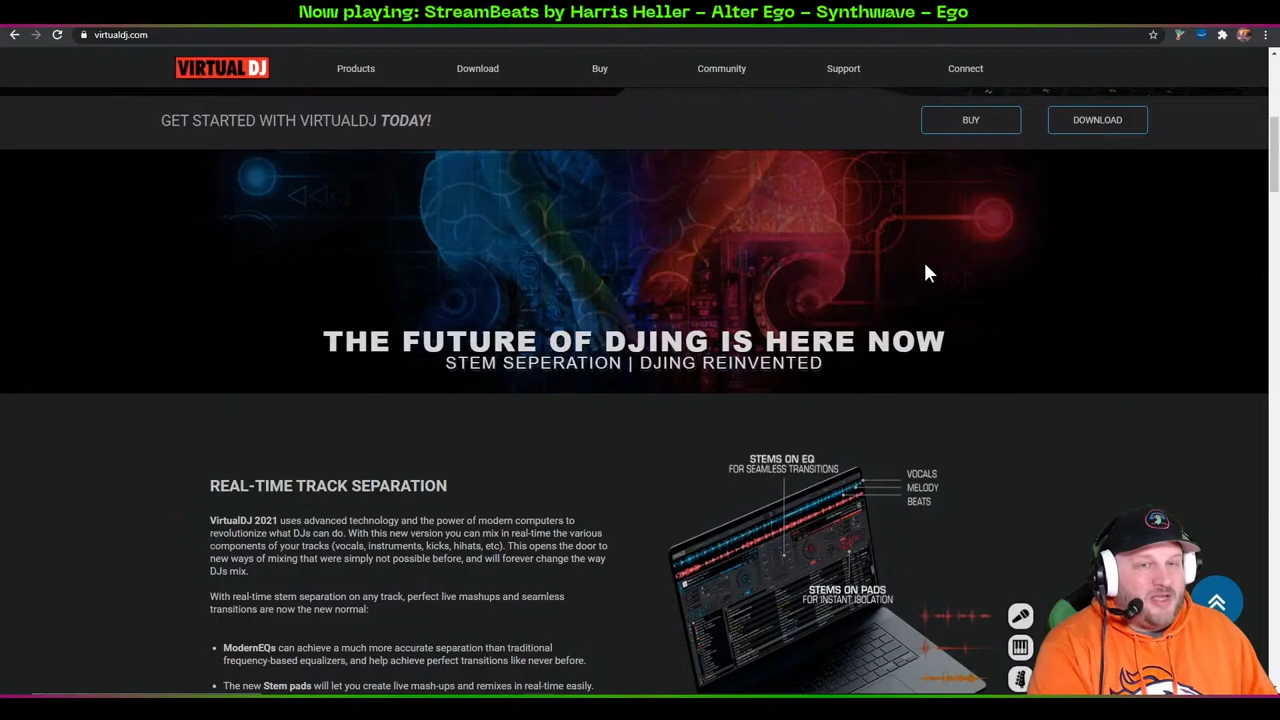 Now playing: StreamBeats by Harris Heller – Alter Ego – Synthwave – Ego
virtualdj.com
VIRTUAL DJ
Products
Download
Buy
Community
Support
Connect
GET STARTED WITH VIRTUALDJ TODAY!
BUY
DOWNLOAD
THE FUTURE OF DJING IS HERE NOW
STEM SEPERATION | DJING REINVENTED
REAL-TIME TRACK SEPARATION
VirtualDJ 2021 uses advanced technology and the power of modern computers to
revolutionize what DJs can do. With this new version you can mix in real-time the various
components of your tracks (vocals, instruments, kicks, hihats, etc). This opens the door to
new ways of mixing that were simply not possible before, and will forever change the way
DJs mix.
With real-time stem separation on any track, perfect live mashups and seamless
transitions are now the new normal:
• ModernEQs can achieve a much more accurate separation than traditional
frequency-based equalizers, and help achieve perfect transitions like never before.
• The new Stem pads will let you create live mash-ups and remixes in real-time easily.
STEMS ON EQ
FOR SEAMLESS TRANSITIONS
VOCALS
MELODY
BEATS
STEMS ON PADS
FOR INSTANT ISOLATION